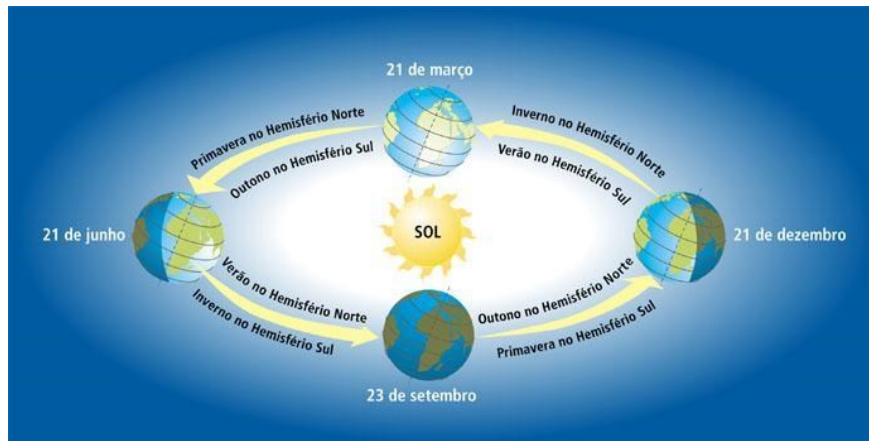 21 de março
Primavera no Hemisfério Norte
Outono no Hemisfério Sul
Inverno no Hemisfério Norte
Verão no Hemisfério Sul
21 de junho
SOL
21 de dezembro
Verão no Hemisfério Norte
Inverno no Hemisfério Sul
Outono no Hemisfério Norte
Primavera no Hemisfério Sul
23 de setembro